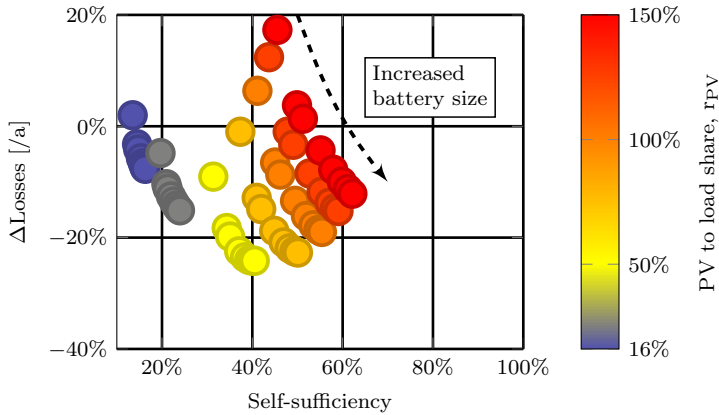 20%
0%
−20%
−40%
20%
40%
60%
80%
100%
Self-sufficiency
ΔLosses [/a]
Increased
battery size
150%
100%
50%
16%
PV to load share, rPV